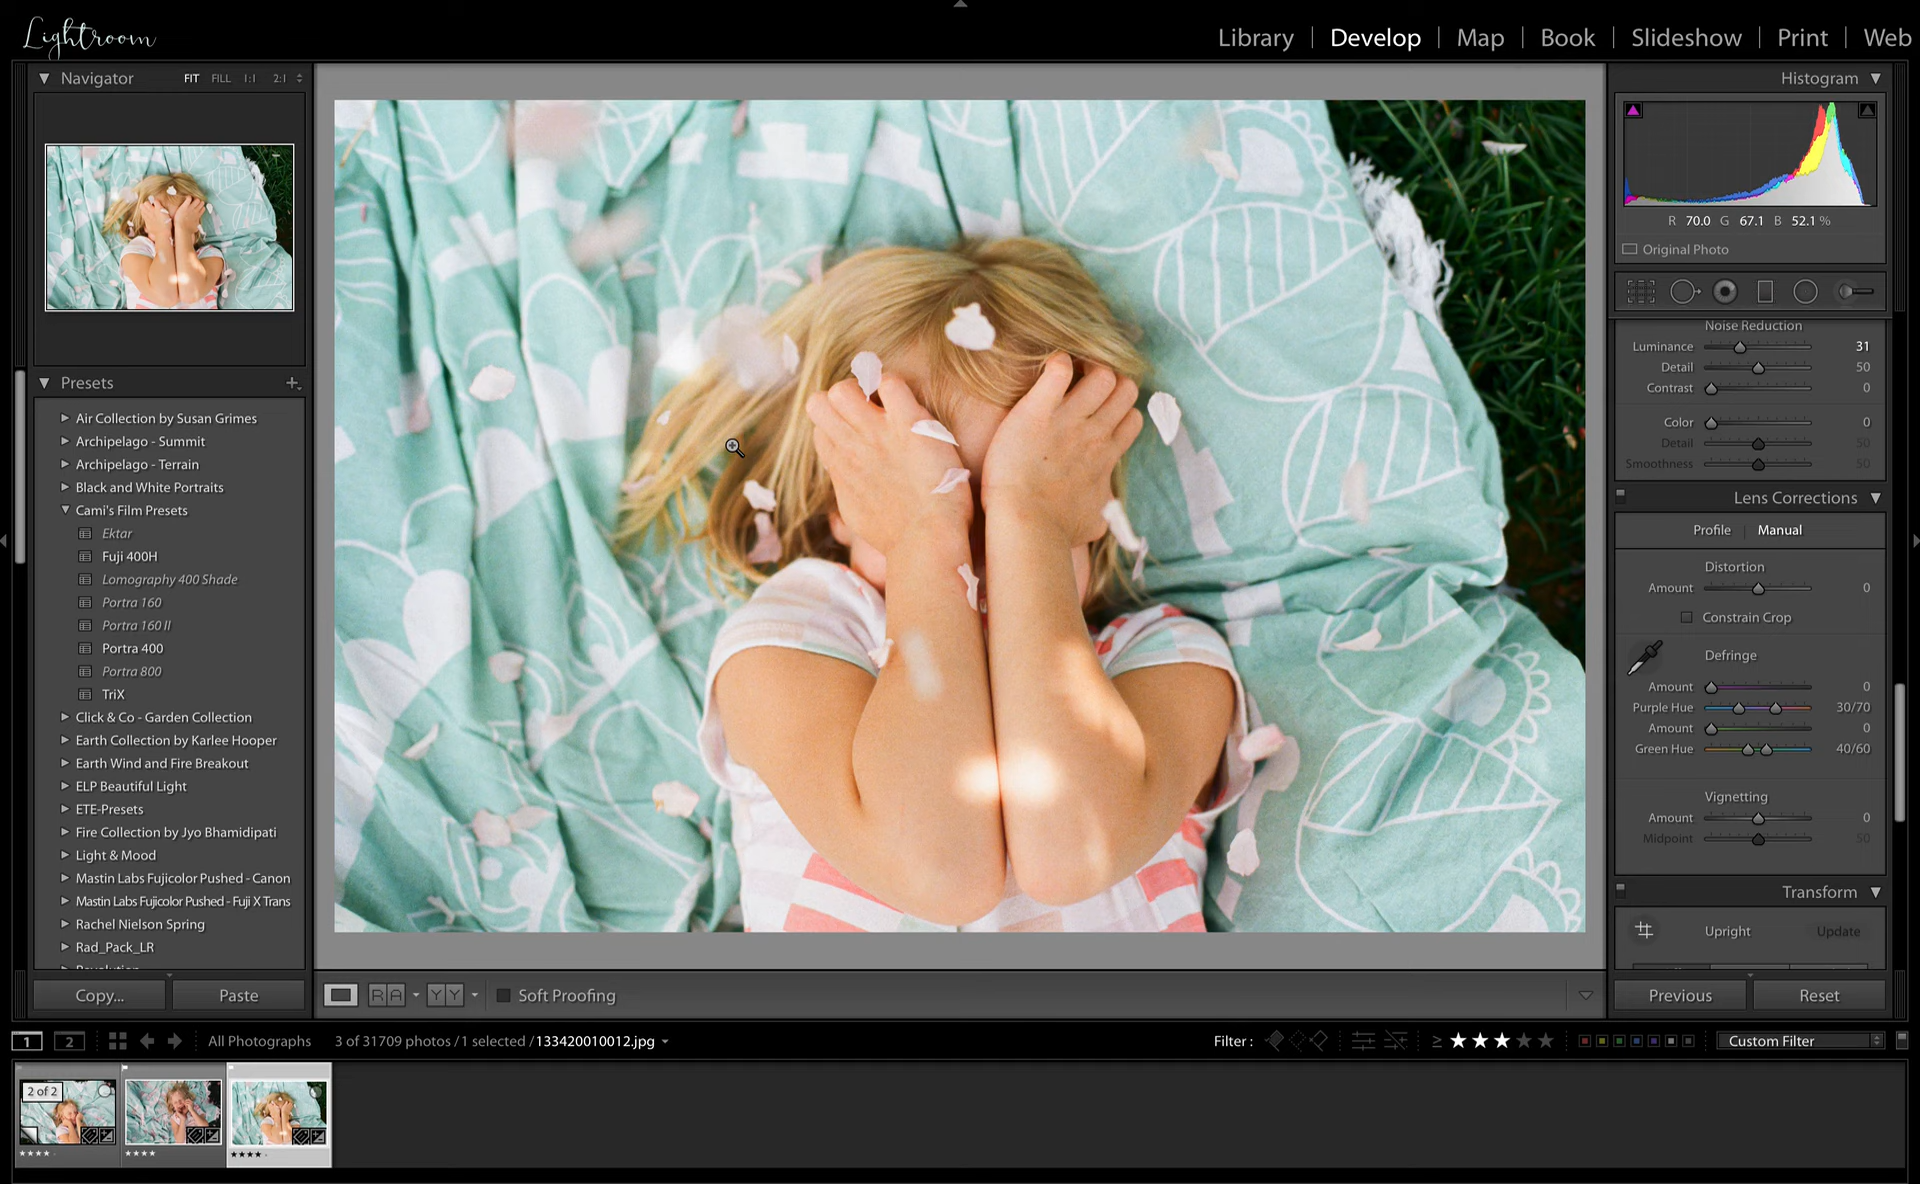 Lightroom
Library | Develop | Map | Book | Slideshow | Print | Web
Navigator FIT FILL 1:1 2:1
Presets +
Air Collection by Susan Grimes
Archipelago - Summit
Archipelago - Terrain
Black and White Portraits
Cami's Film Presets
Ektar
Fuji 400H
Lomography 400 Shade
Portra 160
Portra 160 II
Portra 400
Portra 800
TriX
Click & Co - Garden Collection
Earth Collection by Karlee Hooper
Earth Wind and Fire Breakout
ELP Beautiful Light
ETE-Presets
Fire Collection by Jyo Bhamidipati
Light & Mood
Mastin Labs Fujicolor Pushed - Canon
Mastin Labs Fujicolor Pushed - Fuji X Trans
Rachel Nielson Spring
Rad_Pack_LR
Copy... Paste
R A Y Y Soft Proofing
Histogram
R 70.0 G 67.1 B 52.1 %
Original Photo
Noise Reduction
Luminance 31
Detail 50
Contrast 0
Color 0
Detail 50
Smoothness 50
Lens Corrections
Profile | Manual
Distortion
Amount 0
Constrain Crop
Defringe
Amount 0
Purple Hue 30/70
Amount 0
Green Hue 40/60
Vignetting
Amount 0
Midpoint 50
Transform
Upright Update
Previous Reset
1 2 All Photographs 3 of 31709 photos / 1 selected / 133420010012.jpg Filter : ≥ ★★★★★ Custom Filter
2 of 2